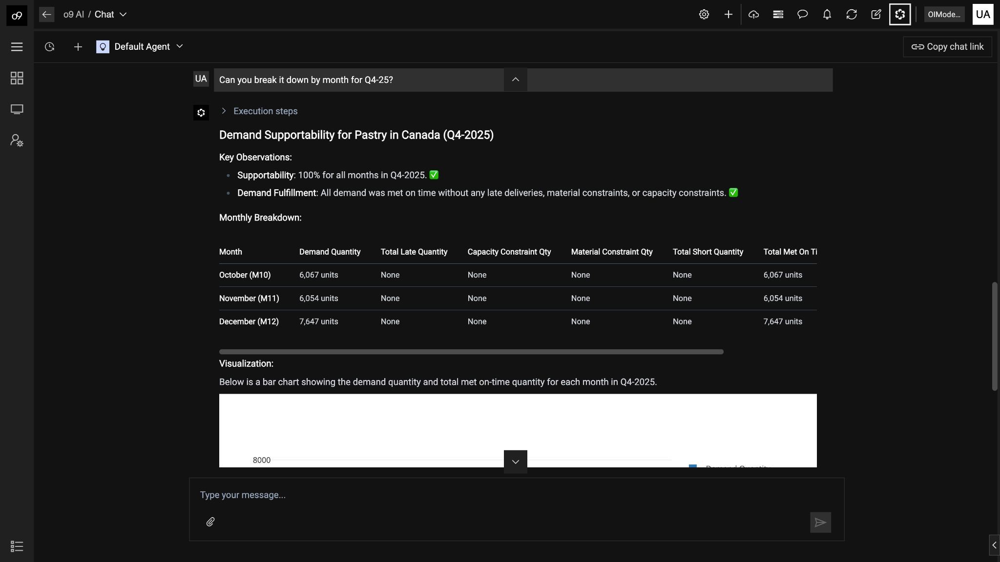 o9
o9 AI / Chat
OIMode...
UA
Default Agent
Copy chat link
UA
Can you break it down by month for Q4-25?
Execution steps
Demand Supportability for Pastry in Canada (Q4-2025)
Key Observations:
Supportability: 100% for all months in Q4-2025. ✅
Demand Fulfillment: All demand was met on time without any late deliveries, material constraints, or capacity constraints. ✅
Monthly Breakdown:
Month Demand Quantity Total Late Quantity Capacity Constraint Qty Material Constraint Qty Total Short Quantity Total Met On Ti
October (M10) 6,067 units None None None None 6,067 units
November (M11) 6,054 units None None None None 6,054 units
December (M12) 7,647 units None None None None 7,647 units
Visualization:
Below is a bar chart showing the demand quantity and total met on-time quantity for each month in Q4-2025.
8000
Demand Quantity
Type your message...